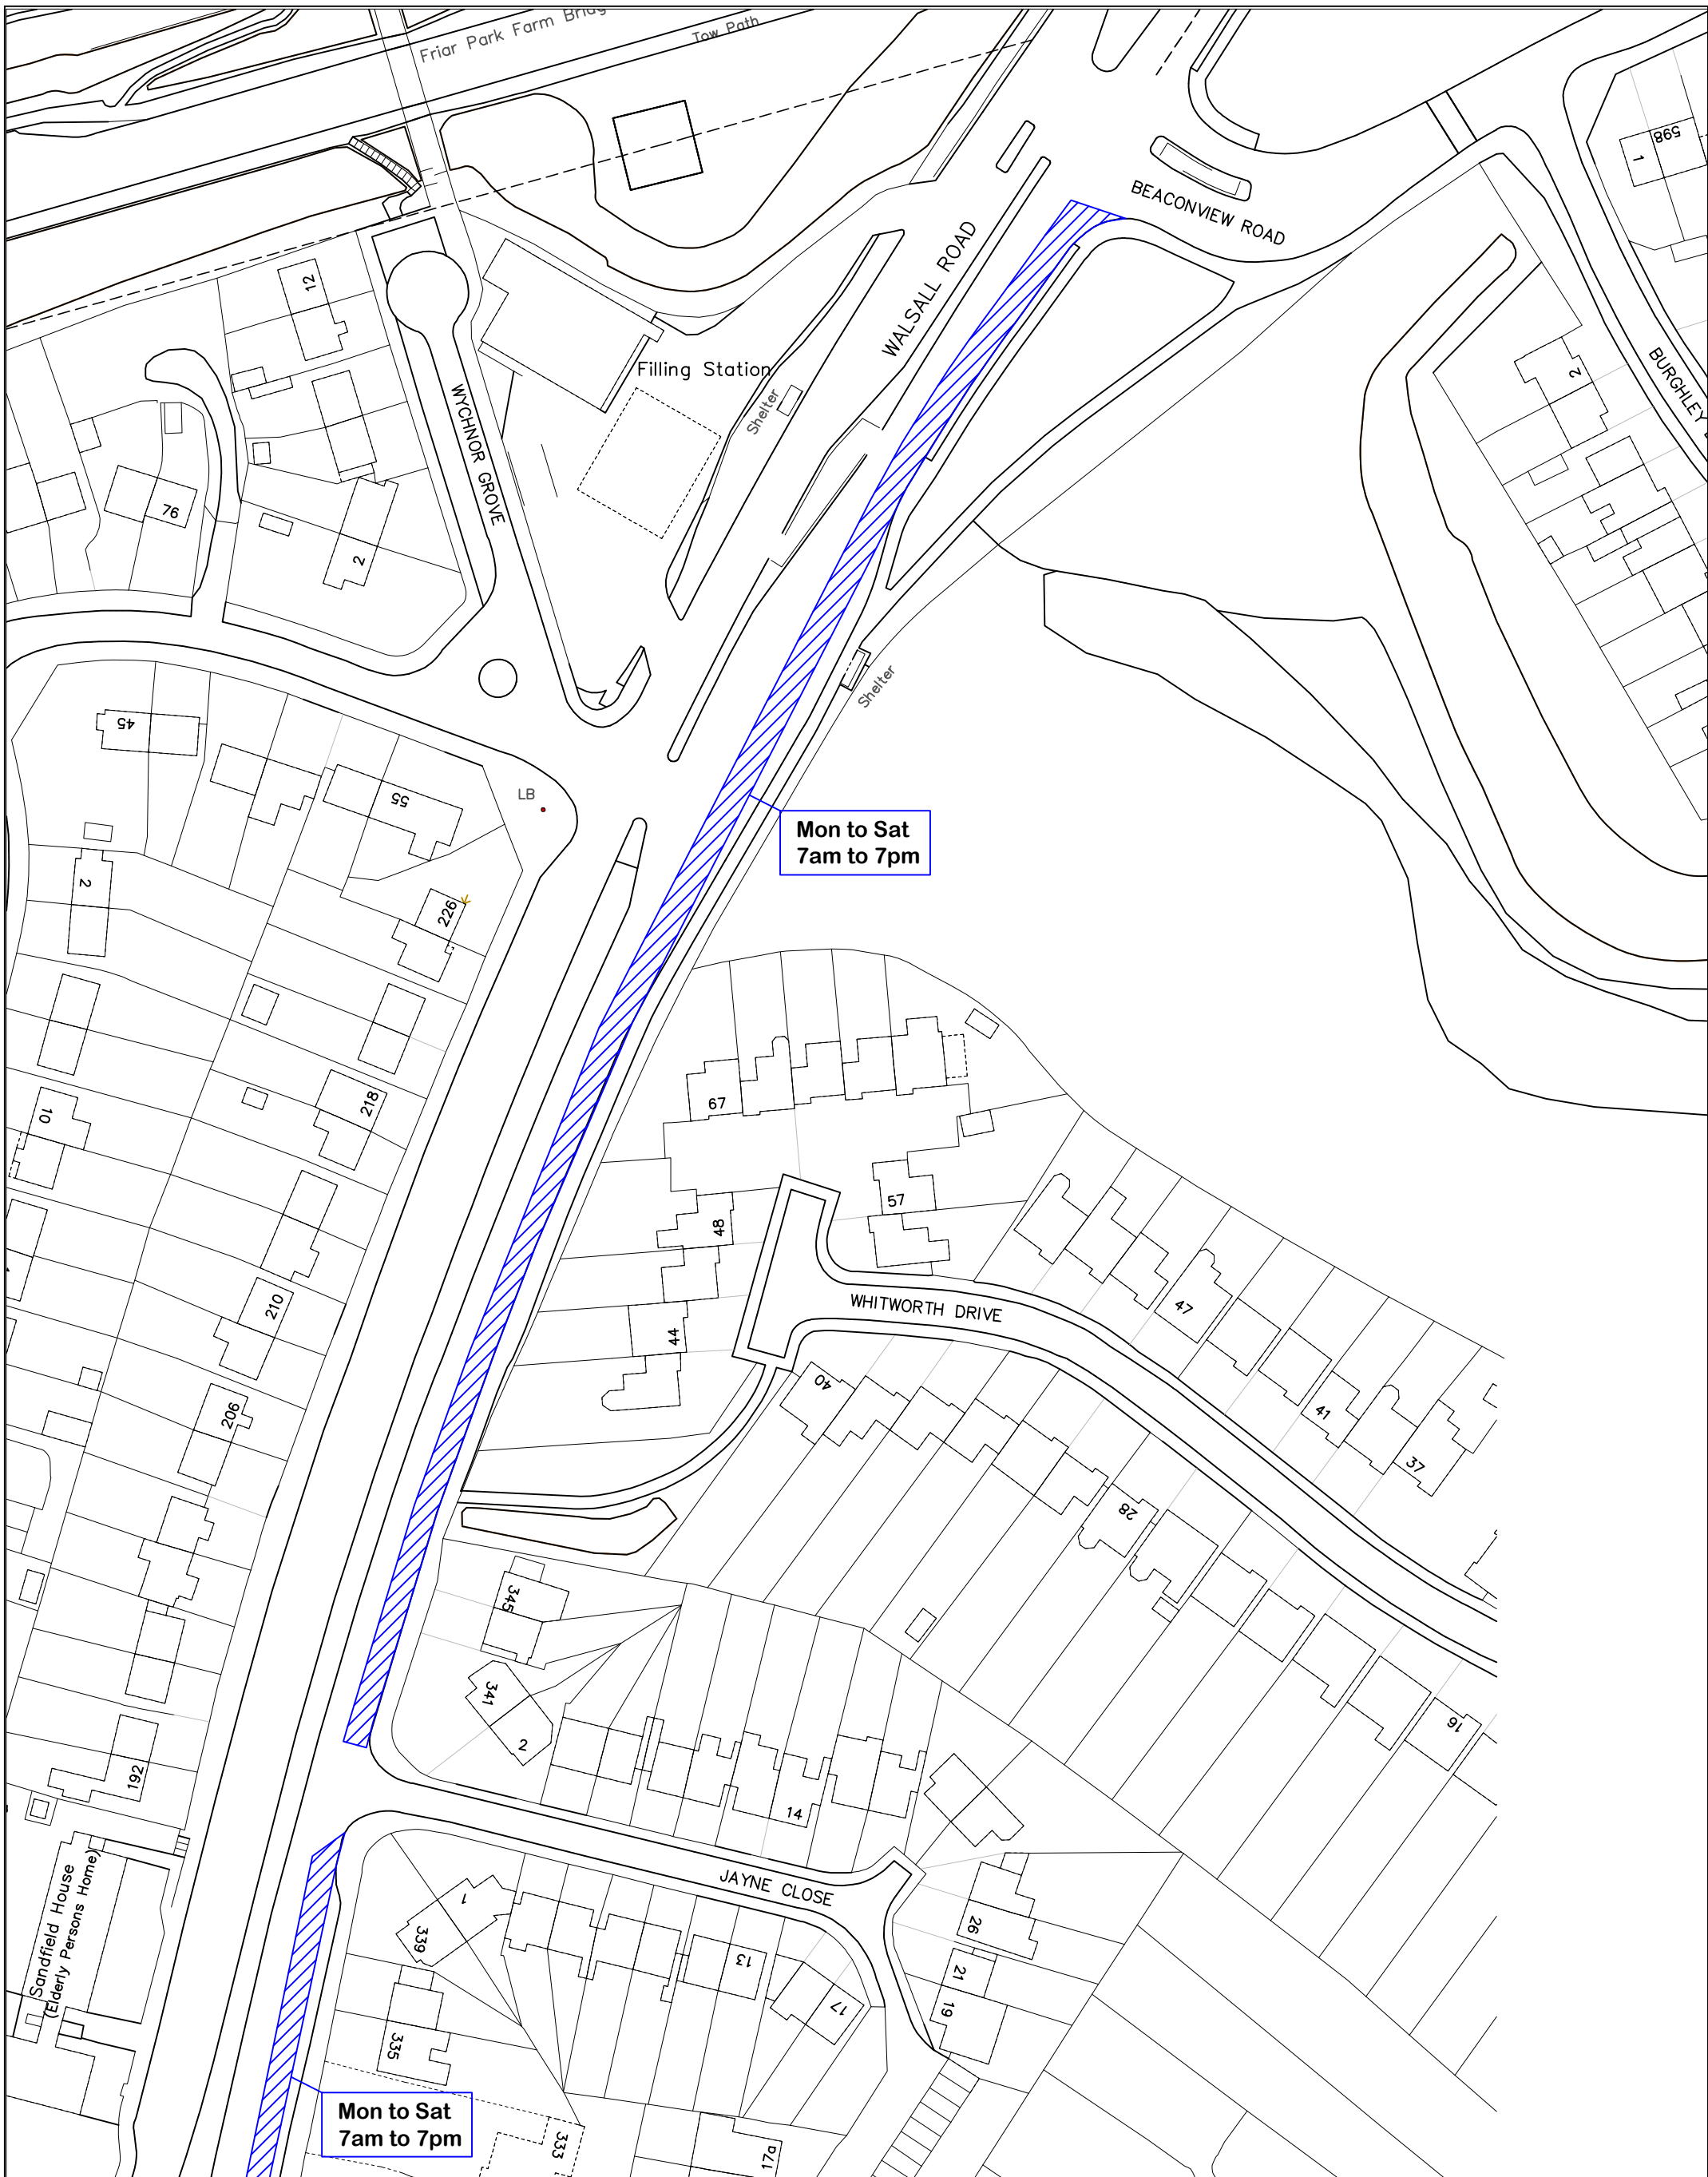 Friar Park Farm
Tow Path
598
1
BEACONVIEW ROAD
WALSALL ROAD
12
Filling Station
Shelter
WYCHNOR GROVE
2
BURGHLEY
76
2
Shelter
45
55
LB
Mon to Sat
7am to 7pm
2
226
67
218
10
57
48
WHITWORTH DRIVE
47
210
44
40
41
206
37
28
345
341
2
16
192
14
JAYNE CLOSE
Sandfield House
(Elderly Persons Home)
1
339
26
13
21
17
19
335
Mon to Sat
7am to 7pm
333
17a